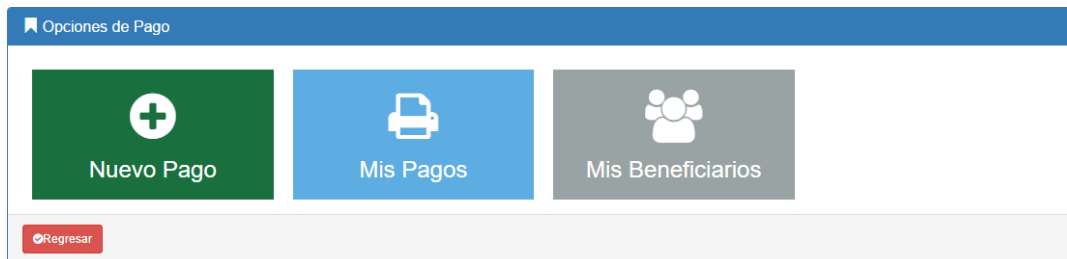 Opciones de Pago
Nuevo Pago
Mis Pagos
Mis Beneficiarios
Regresar